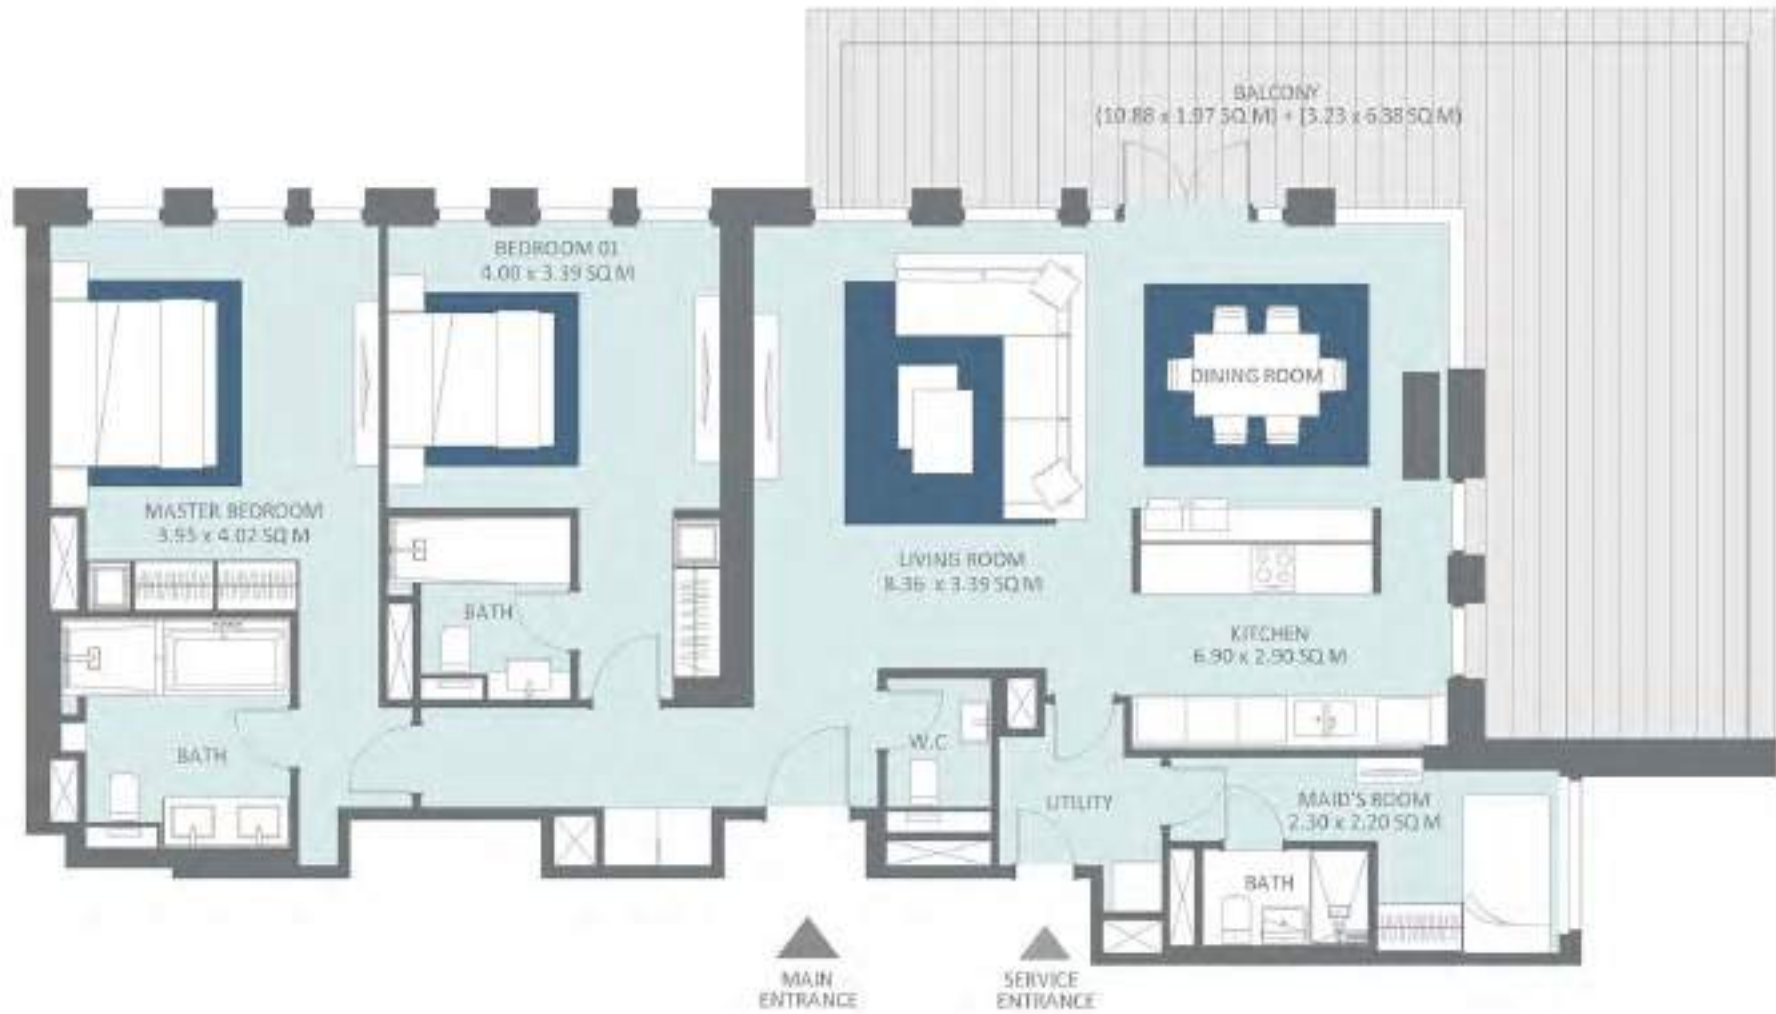 BALCONY
(10.88 x 1.97 SQ M) + (3.23 x 6.38 SQ M)
BEDROOM 01
4.00 x 3.39 SQ M
DINING ROOM
MASTER BEDROOM
3.95 x 4.02 SQ M
LIVING ROOM
8.36 x 3.39 SQ M
BATH
KITCHEN
6.90 x 2.90 SQ M
BATH
W.C
UTILITY
MAID'S ROOM
2.30 x 2.20 SQ M
BATH
MAIN
ENTRANCE
SERVICE
ENTRANCE